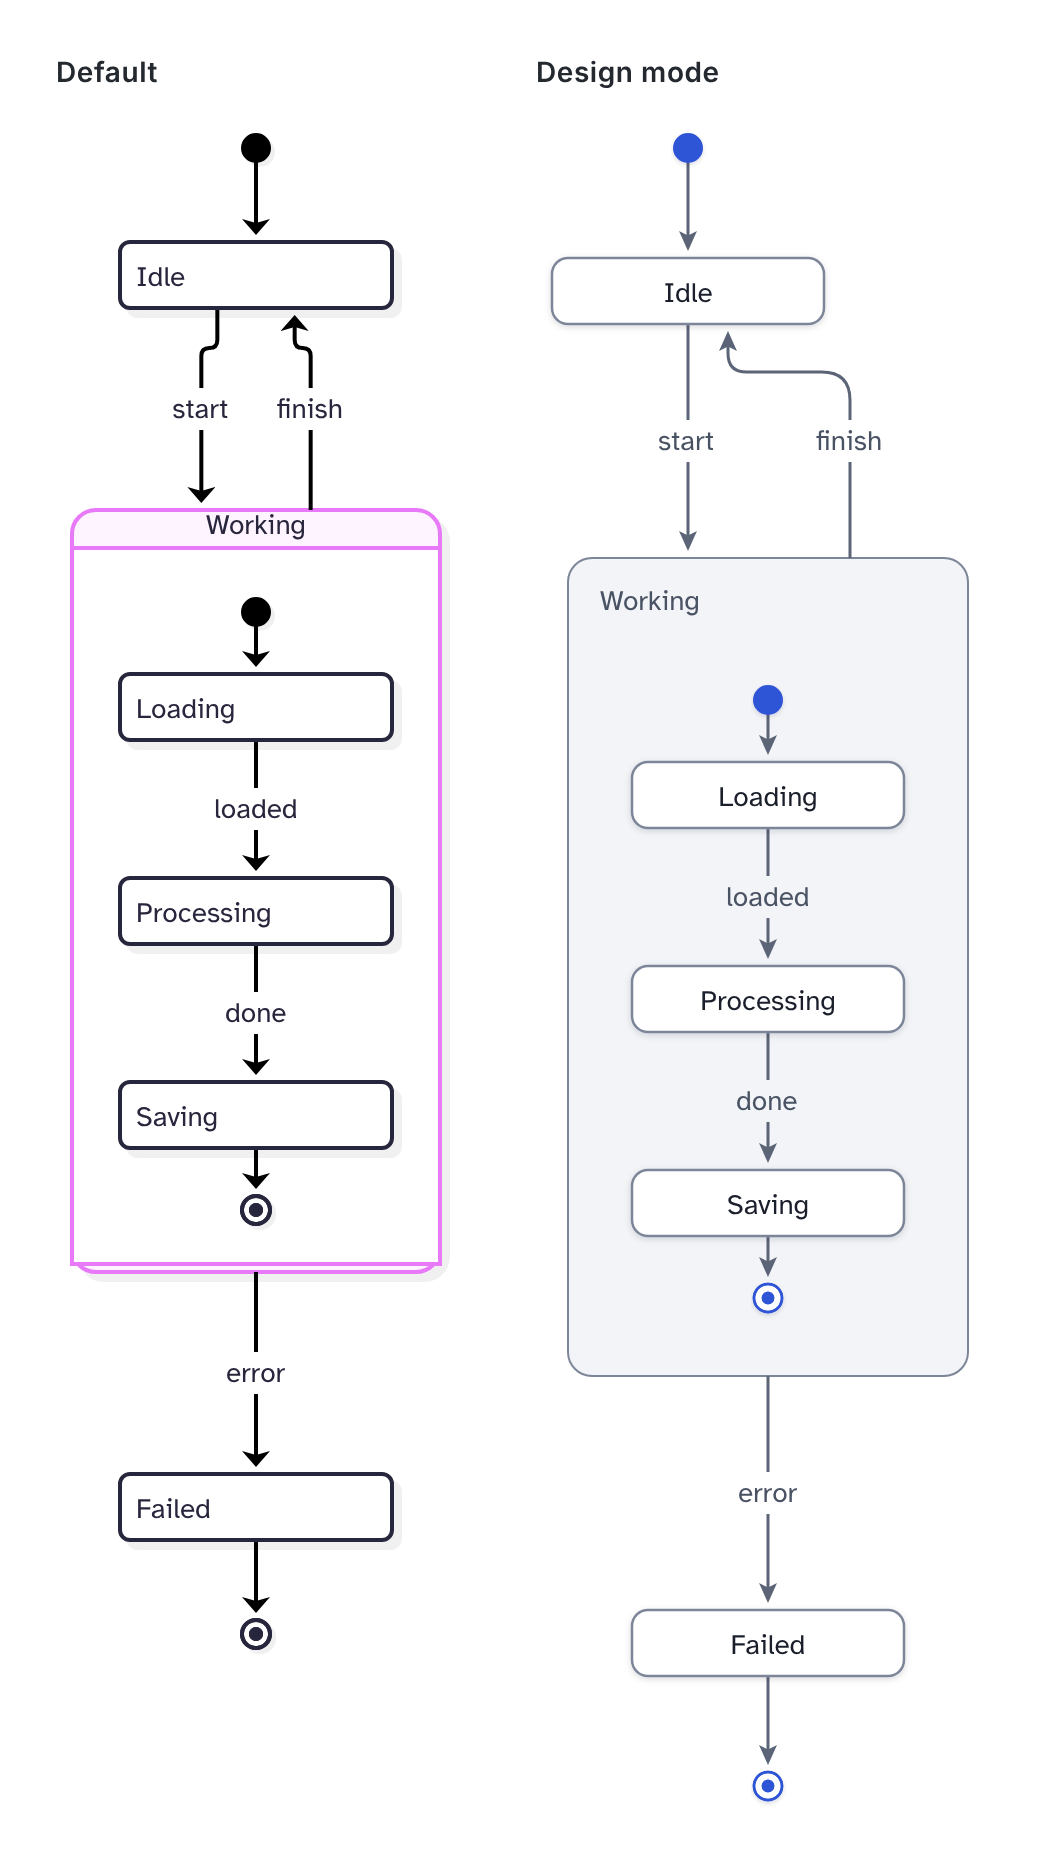 Default
Idle
start
finish
Working
Loading
loaded
Processing
done
Saving
error
Failed
Design mode
Idle
start
finish
Working
Loading
loaded
Processing
done
Saving
error
Failed